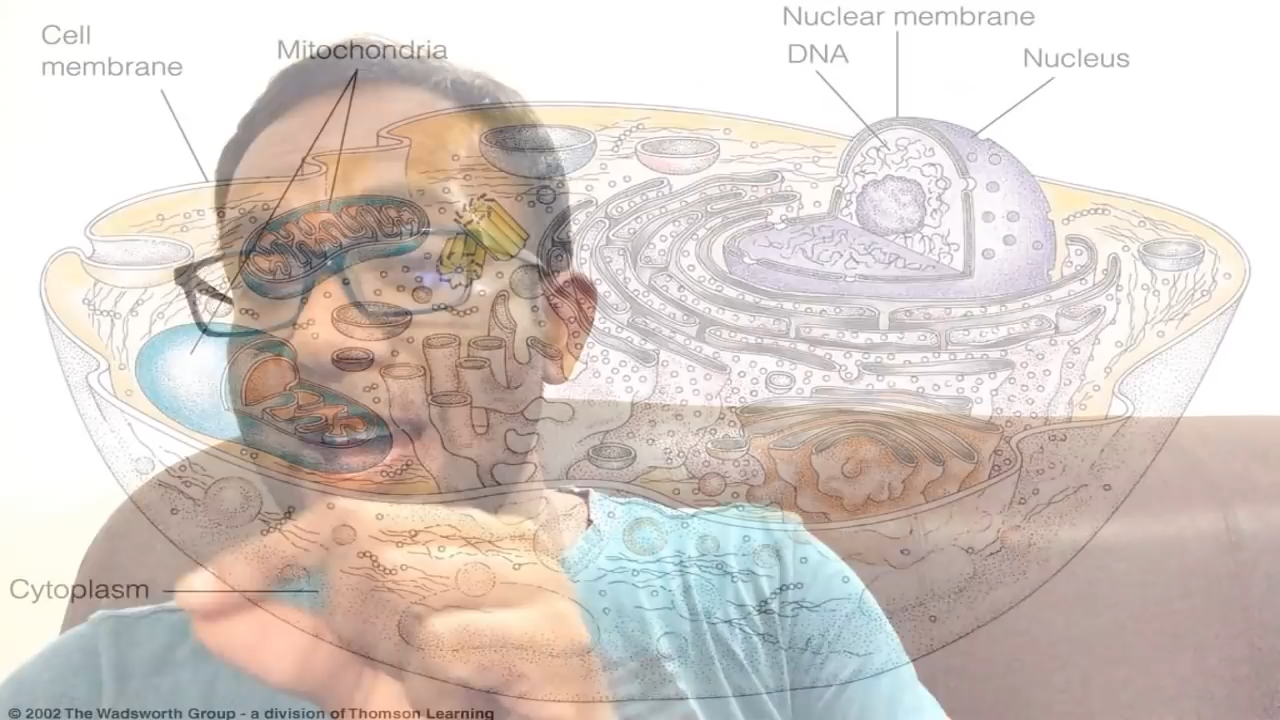 Cell
membrane
Mitochondria
Nuclear membrane
DNA
Nucleus
Cytoplasm
© 2002 The Wadsworth Group - a division of Thomson Learning